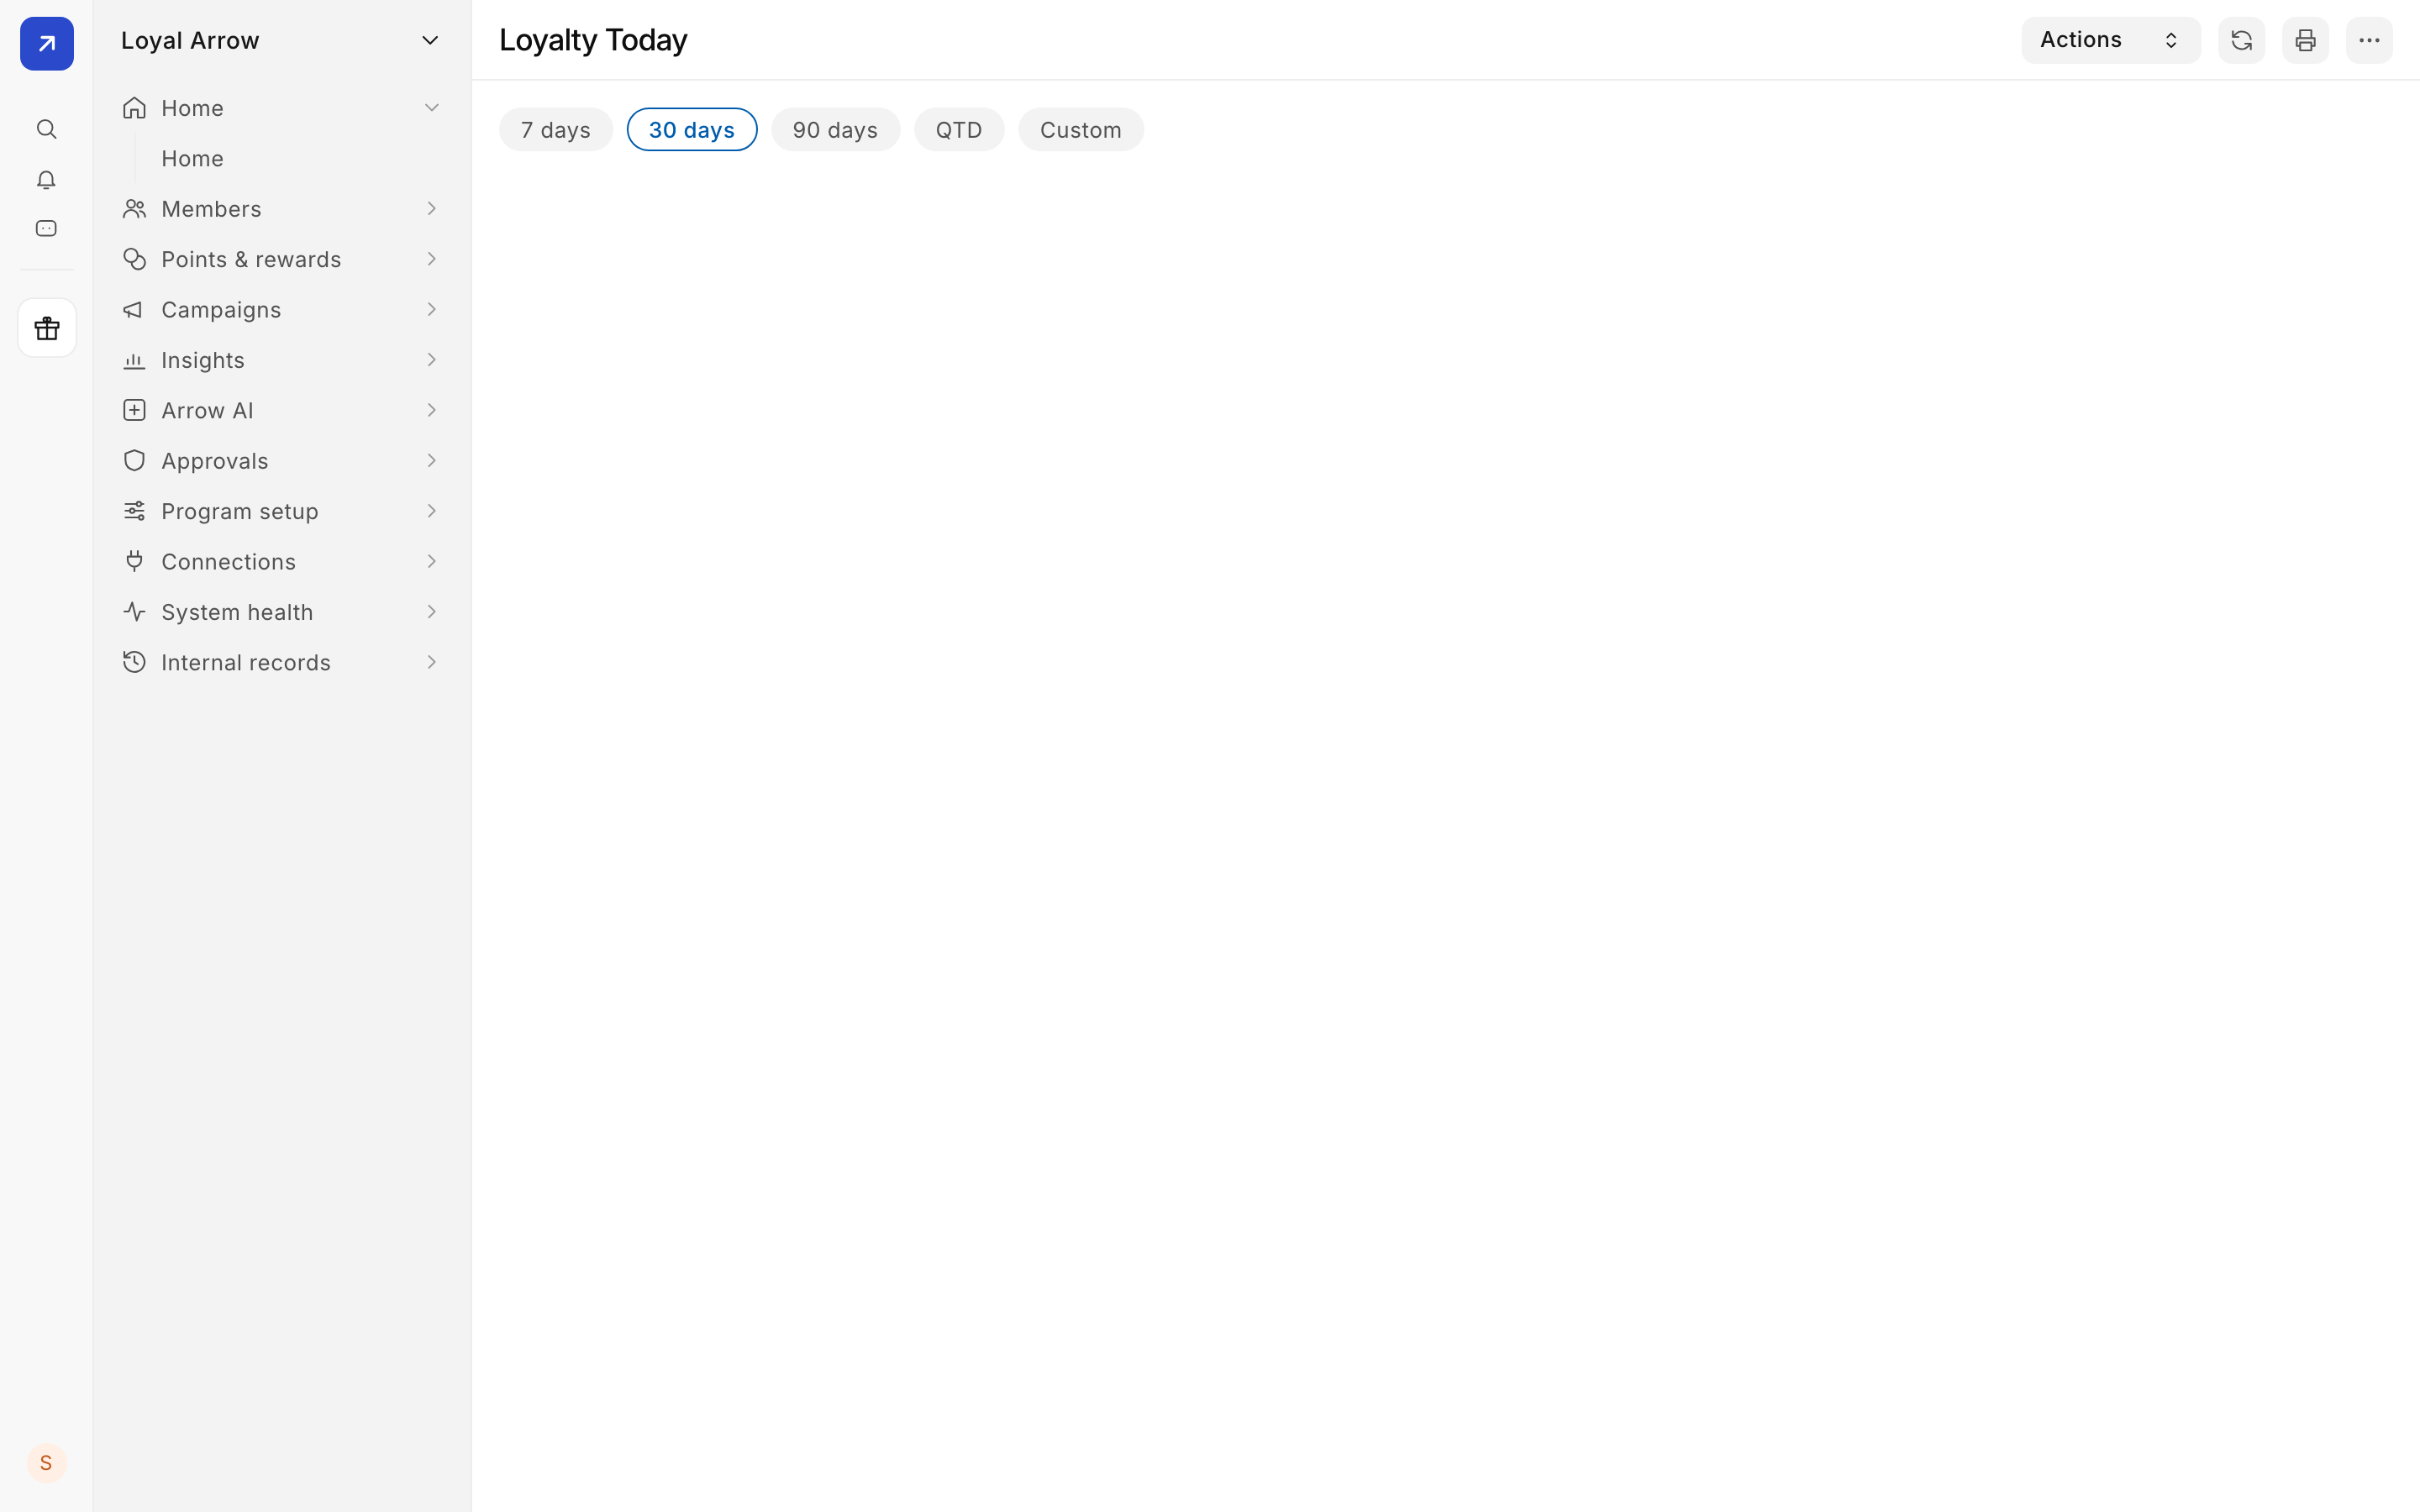 Loyal Arrow
Home
Home
Members
Points & rewards
Campaigns
Insights
Arrow AI
Approvals
Program setup
Connections
System health
Internal records
S
Loyalty Today
Actions
7 days
30 days
90 days
QTD
Custom